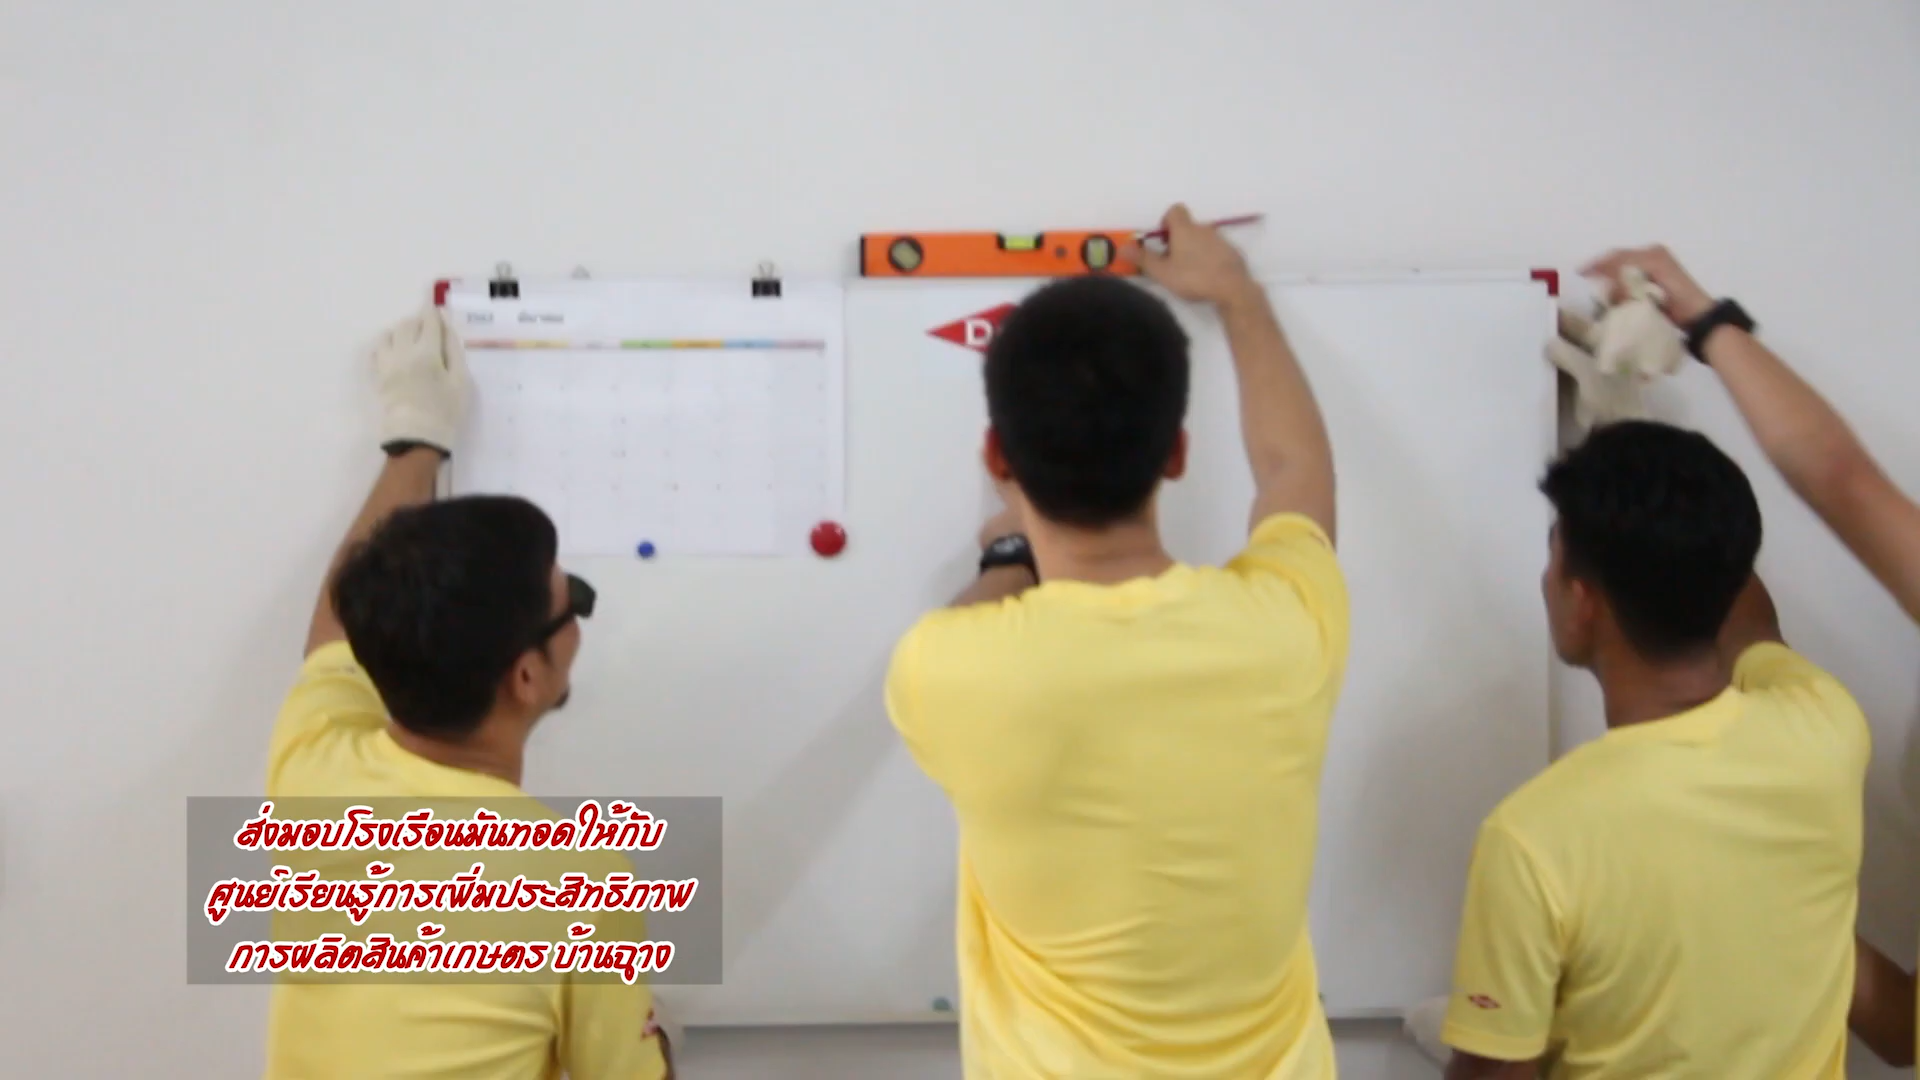 ส่งมอบโรงเรือนมันทอดให้กับ
ศูนย์เรียนรู้การเพิ่มประสิทธิภาพ
การผลิตสินค้าเกษตร บ้านฉาง